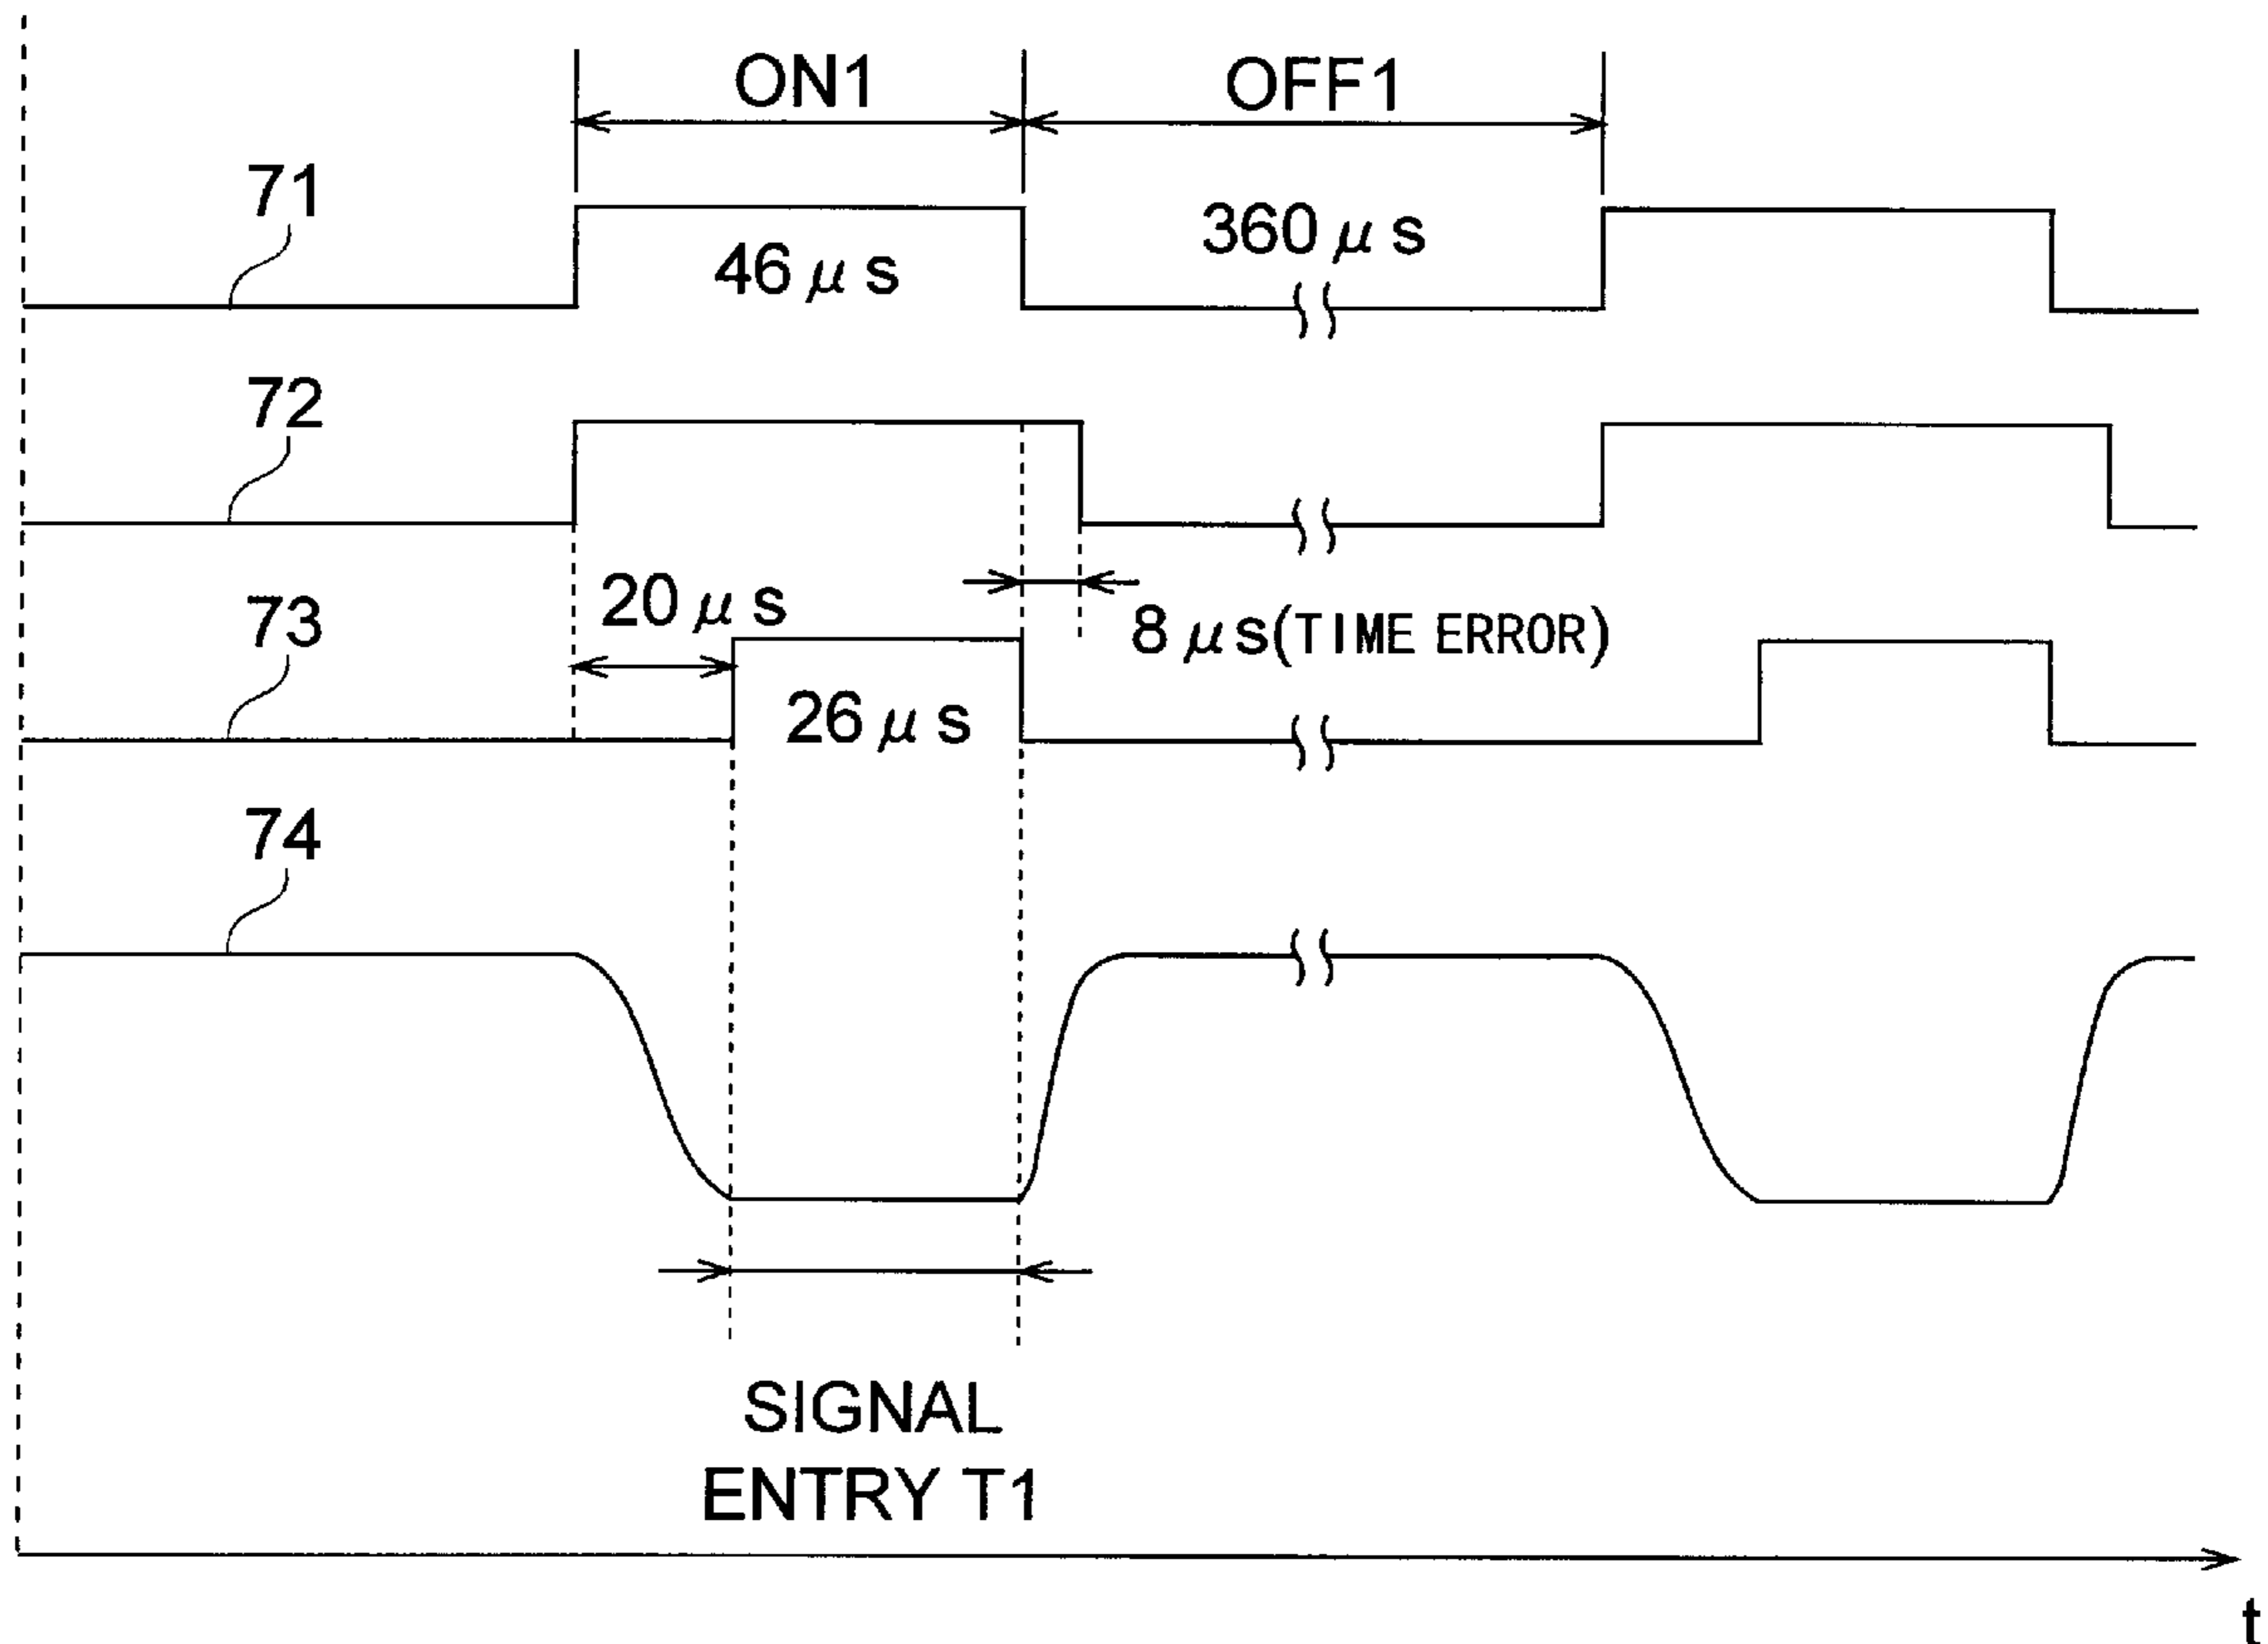 ON1
OFF1
71
46 μ s
360 μ s
72
20 μ s
73
8 μ s(TIME ERROR)
26 μ s
74
SIGNAL
ENTRY T1
t